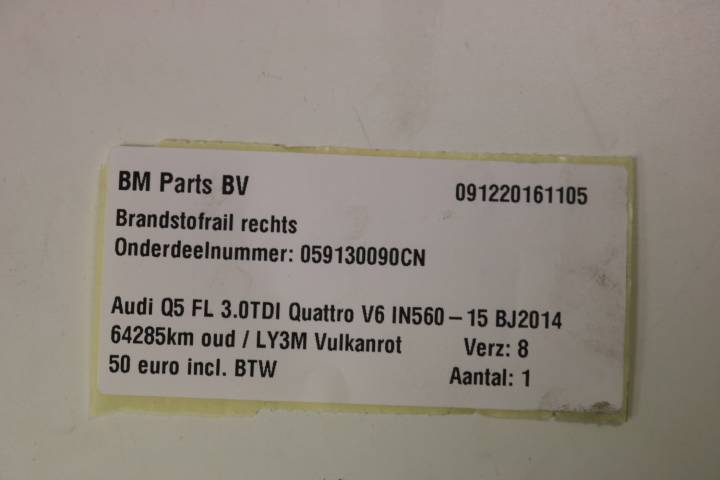 BM Parts BV 091220161105
Brandstofrail rechts
Onderdeelnummer: 059130090CN
Audi Q5 FL 3.0TDI Quattro V6 IN560 – 15 BJ2014
64285km oud / LY3M Vulkanrot Verz: 8
50 euro incl. BTW Aantal: 1